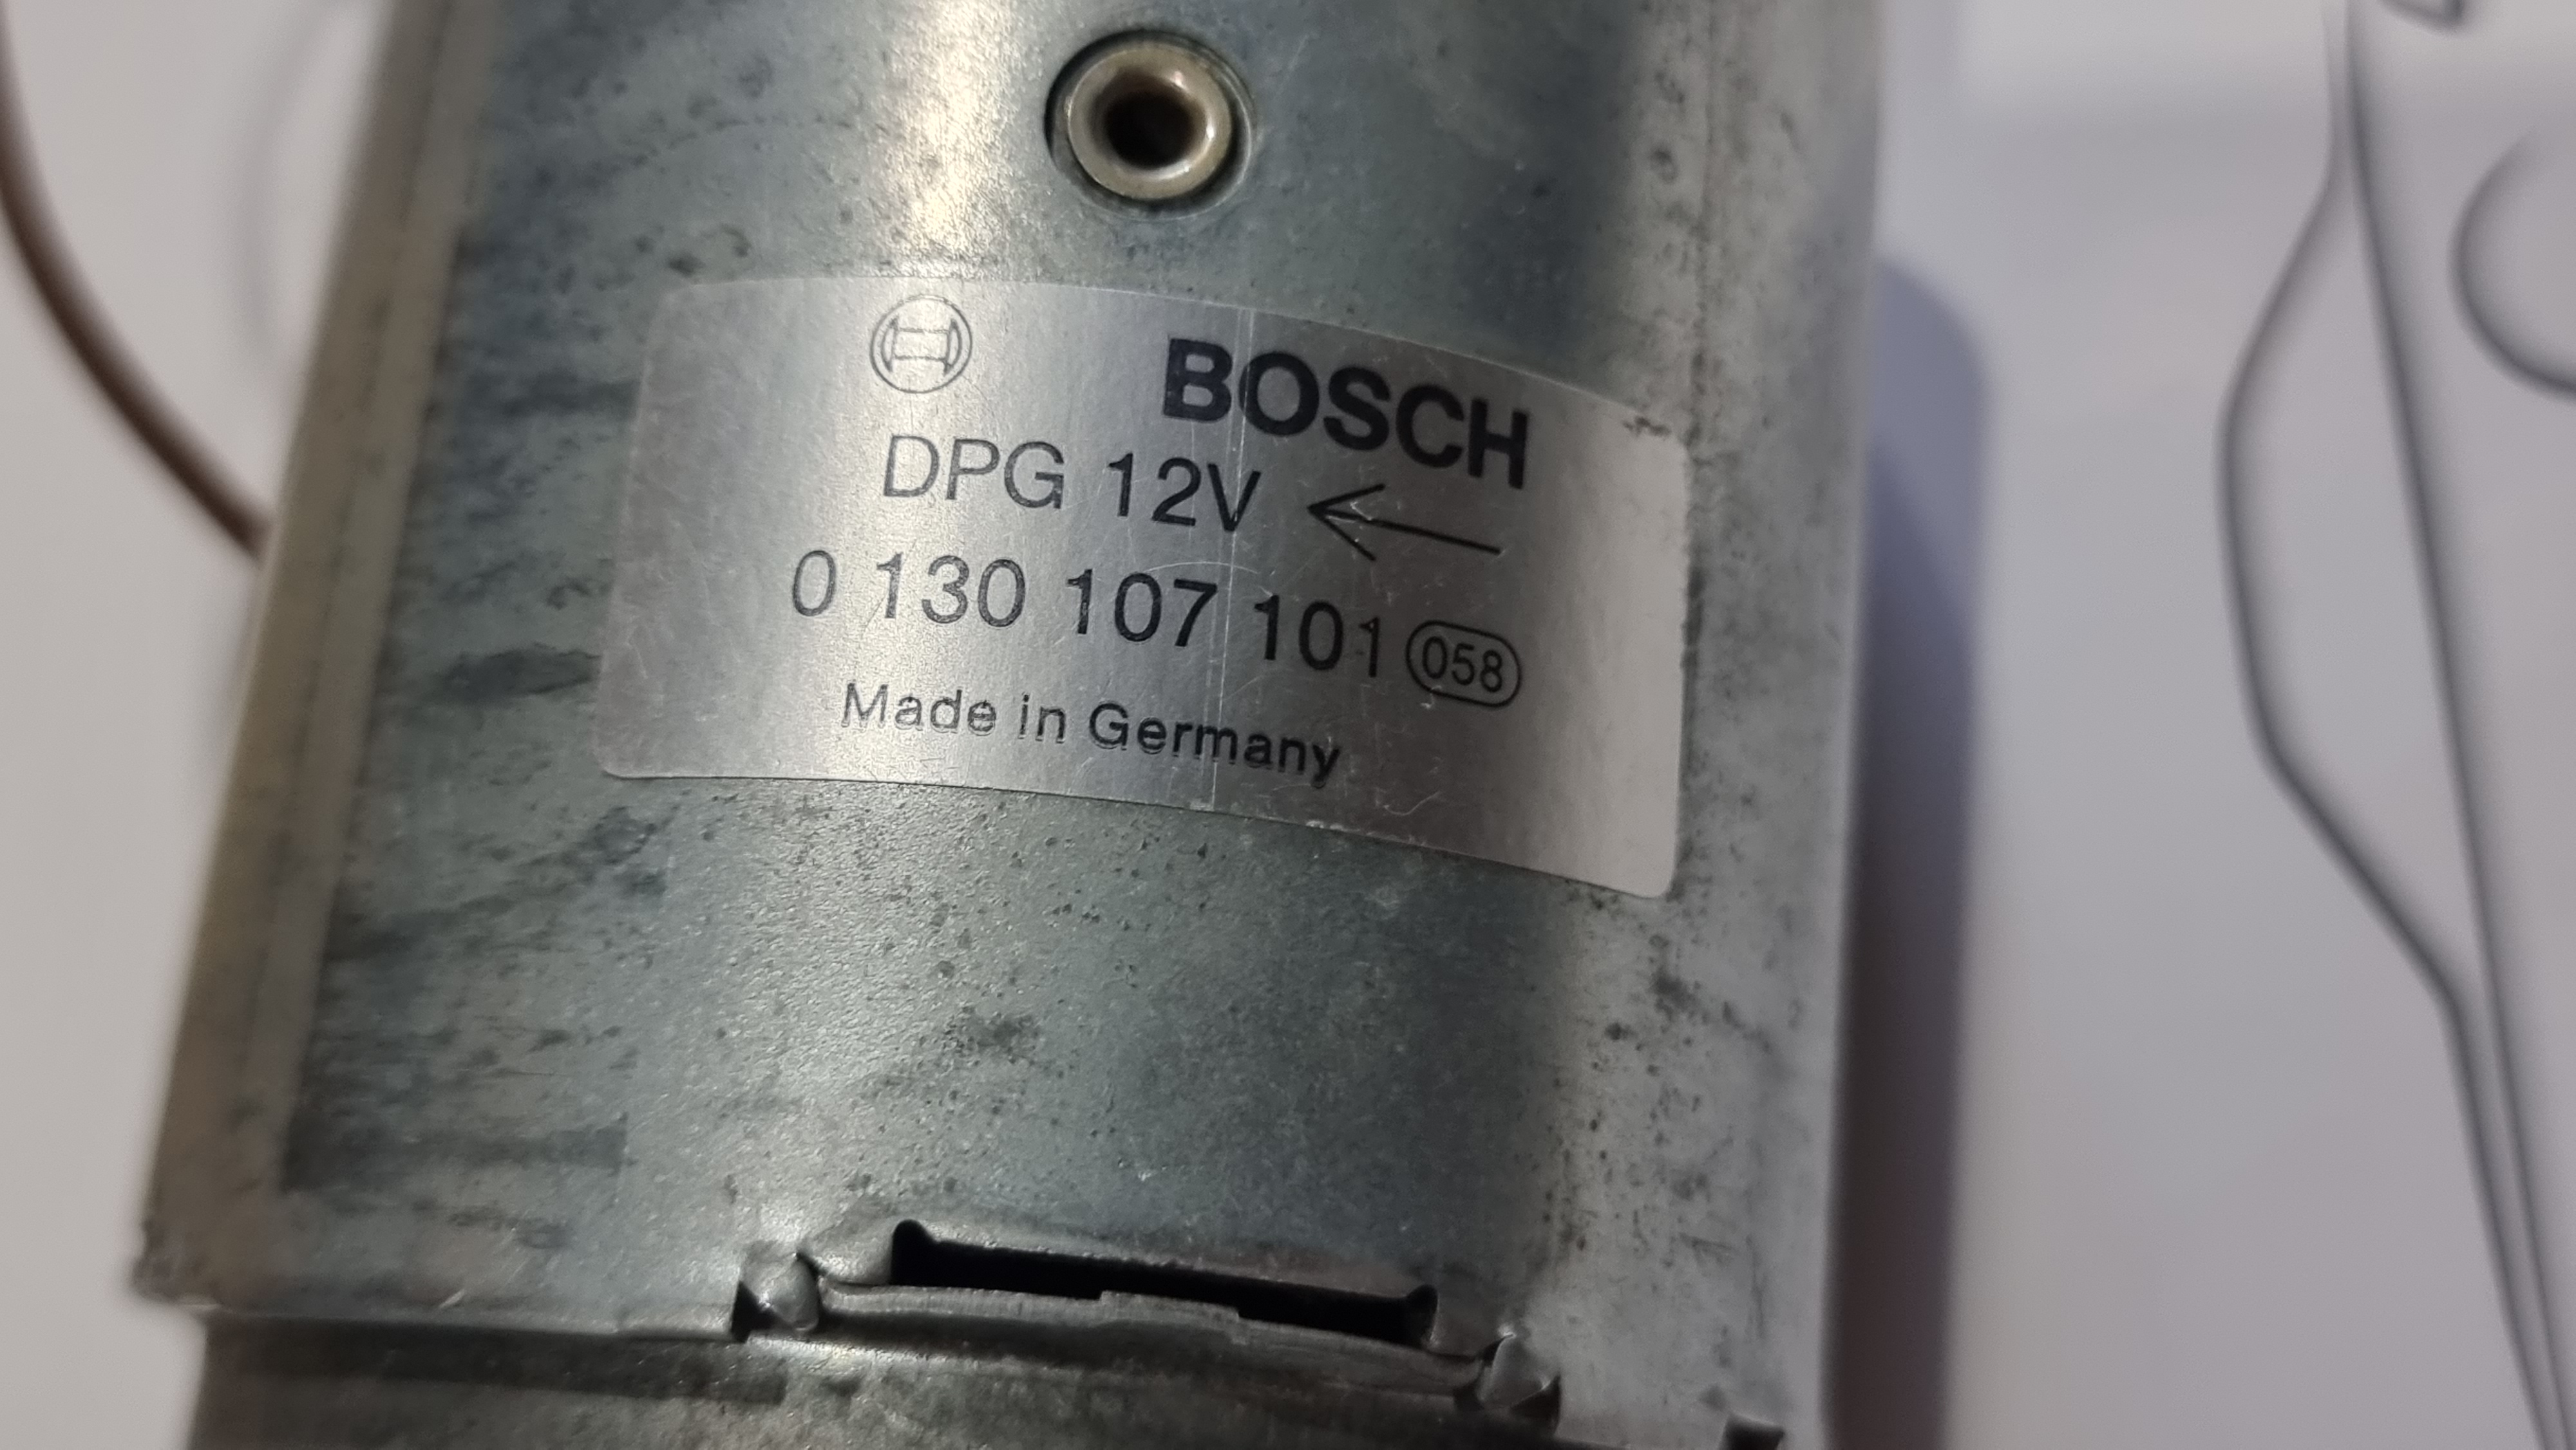 BOSCH
DPG 12V ←
0 130 107 101 058
Made in Germany